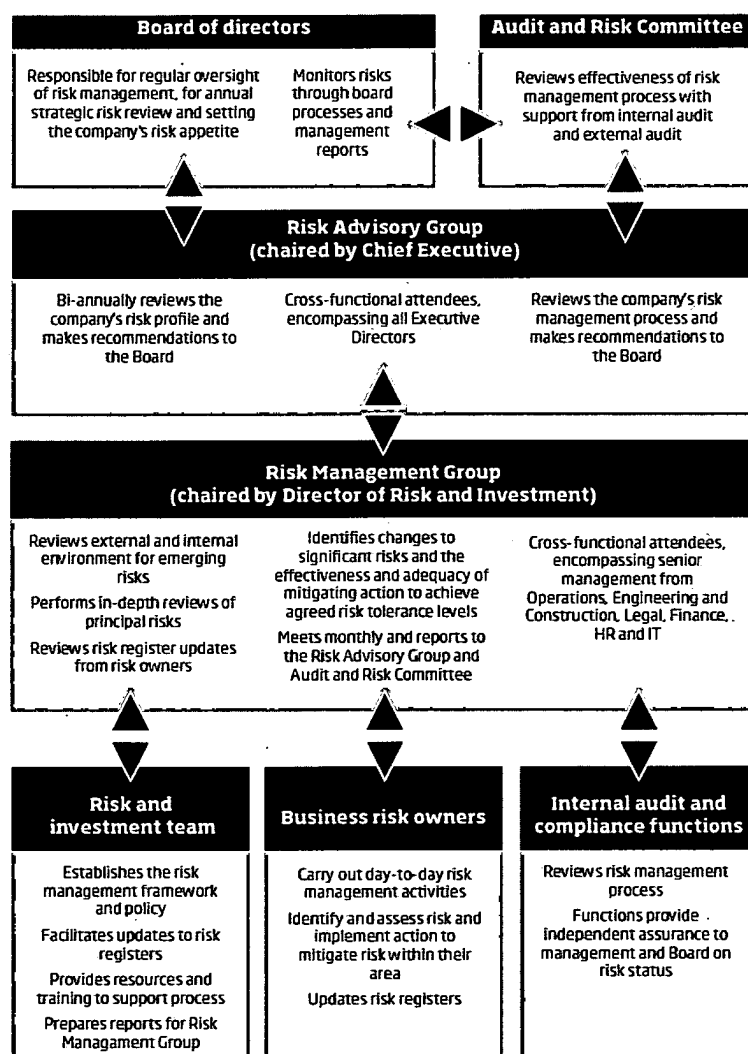 Board of directors
Responsible for regular oversight
of risk management, for annual
strategic risk review and setting
the company's risk appetite
Monitors risks
through board
processes and
management
reports
Audit and Risk Committee
Reviews effectiveness of risk
management process with
support from internal audit
and external audit
Risk Advisory Group
(chaired by Chief Executive)
Bi-annually reviews the
company's risk profile and
makes recommendations to
the Board
Cross-functional attendees,
encompassing all Executive
Directors
Reviews the company's risk
management process and
makes recommendations to
the Board
Risk Management Group
(chaired by Director of Risk and Investment)
Reviews external and internal
environment for emerging
risks
Performs in-depth reviews of
principal risks
Reviews risk register updates
from risk owners
Identifies changes to
significant risks and the
effectiveness and adequacy of
mitigating action to achieve
agreed risk tolerance levels
Meets monthly and reports to
the Risk Advisory Group and
Audit and Risk Committee
Cross-functional attendees,
encompassing senior
management from
Operations, Engineering and
Construction, Legal, Finance,
HR and IT
Risk and
investment team
Establishes the risk
management framework
and policy
Facilitates updates to risk
registers
Provides resources and
training to support process
Prepares reports for Risk
Managament Group
Business risk owners
Carry out day-to-day risk
management activities
Identify and assess risk and
implement action to
mitigate risk within their
area
Updates risk registers
Internal audit and
compliance functions
Reviews risk management
process
Functions provide
independent assurance to
management and Board on
risk status